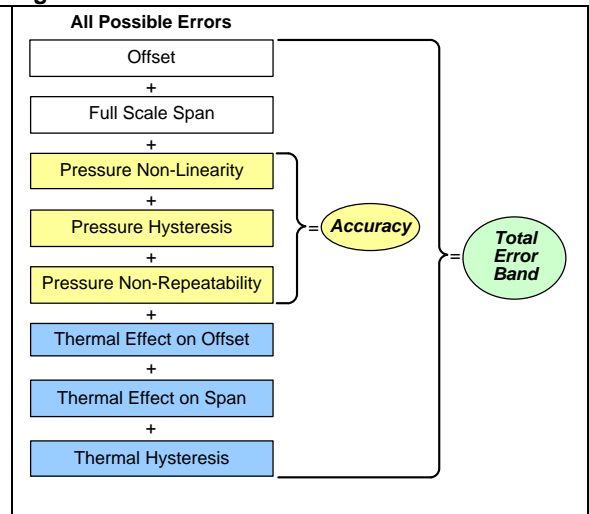 All Possible Errors
Offset
+
Full Scale Span
+
Pressure Non-Linearity
+
Pressure Hysteresis
+
Pressure Non-Repeatability
+
Thermal Effect on Offset
+
Thermal Effect on Span
+
Thermal Hysteresis
= Accuracy
= Total
Error
Band